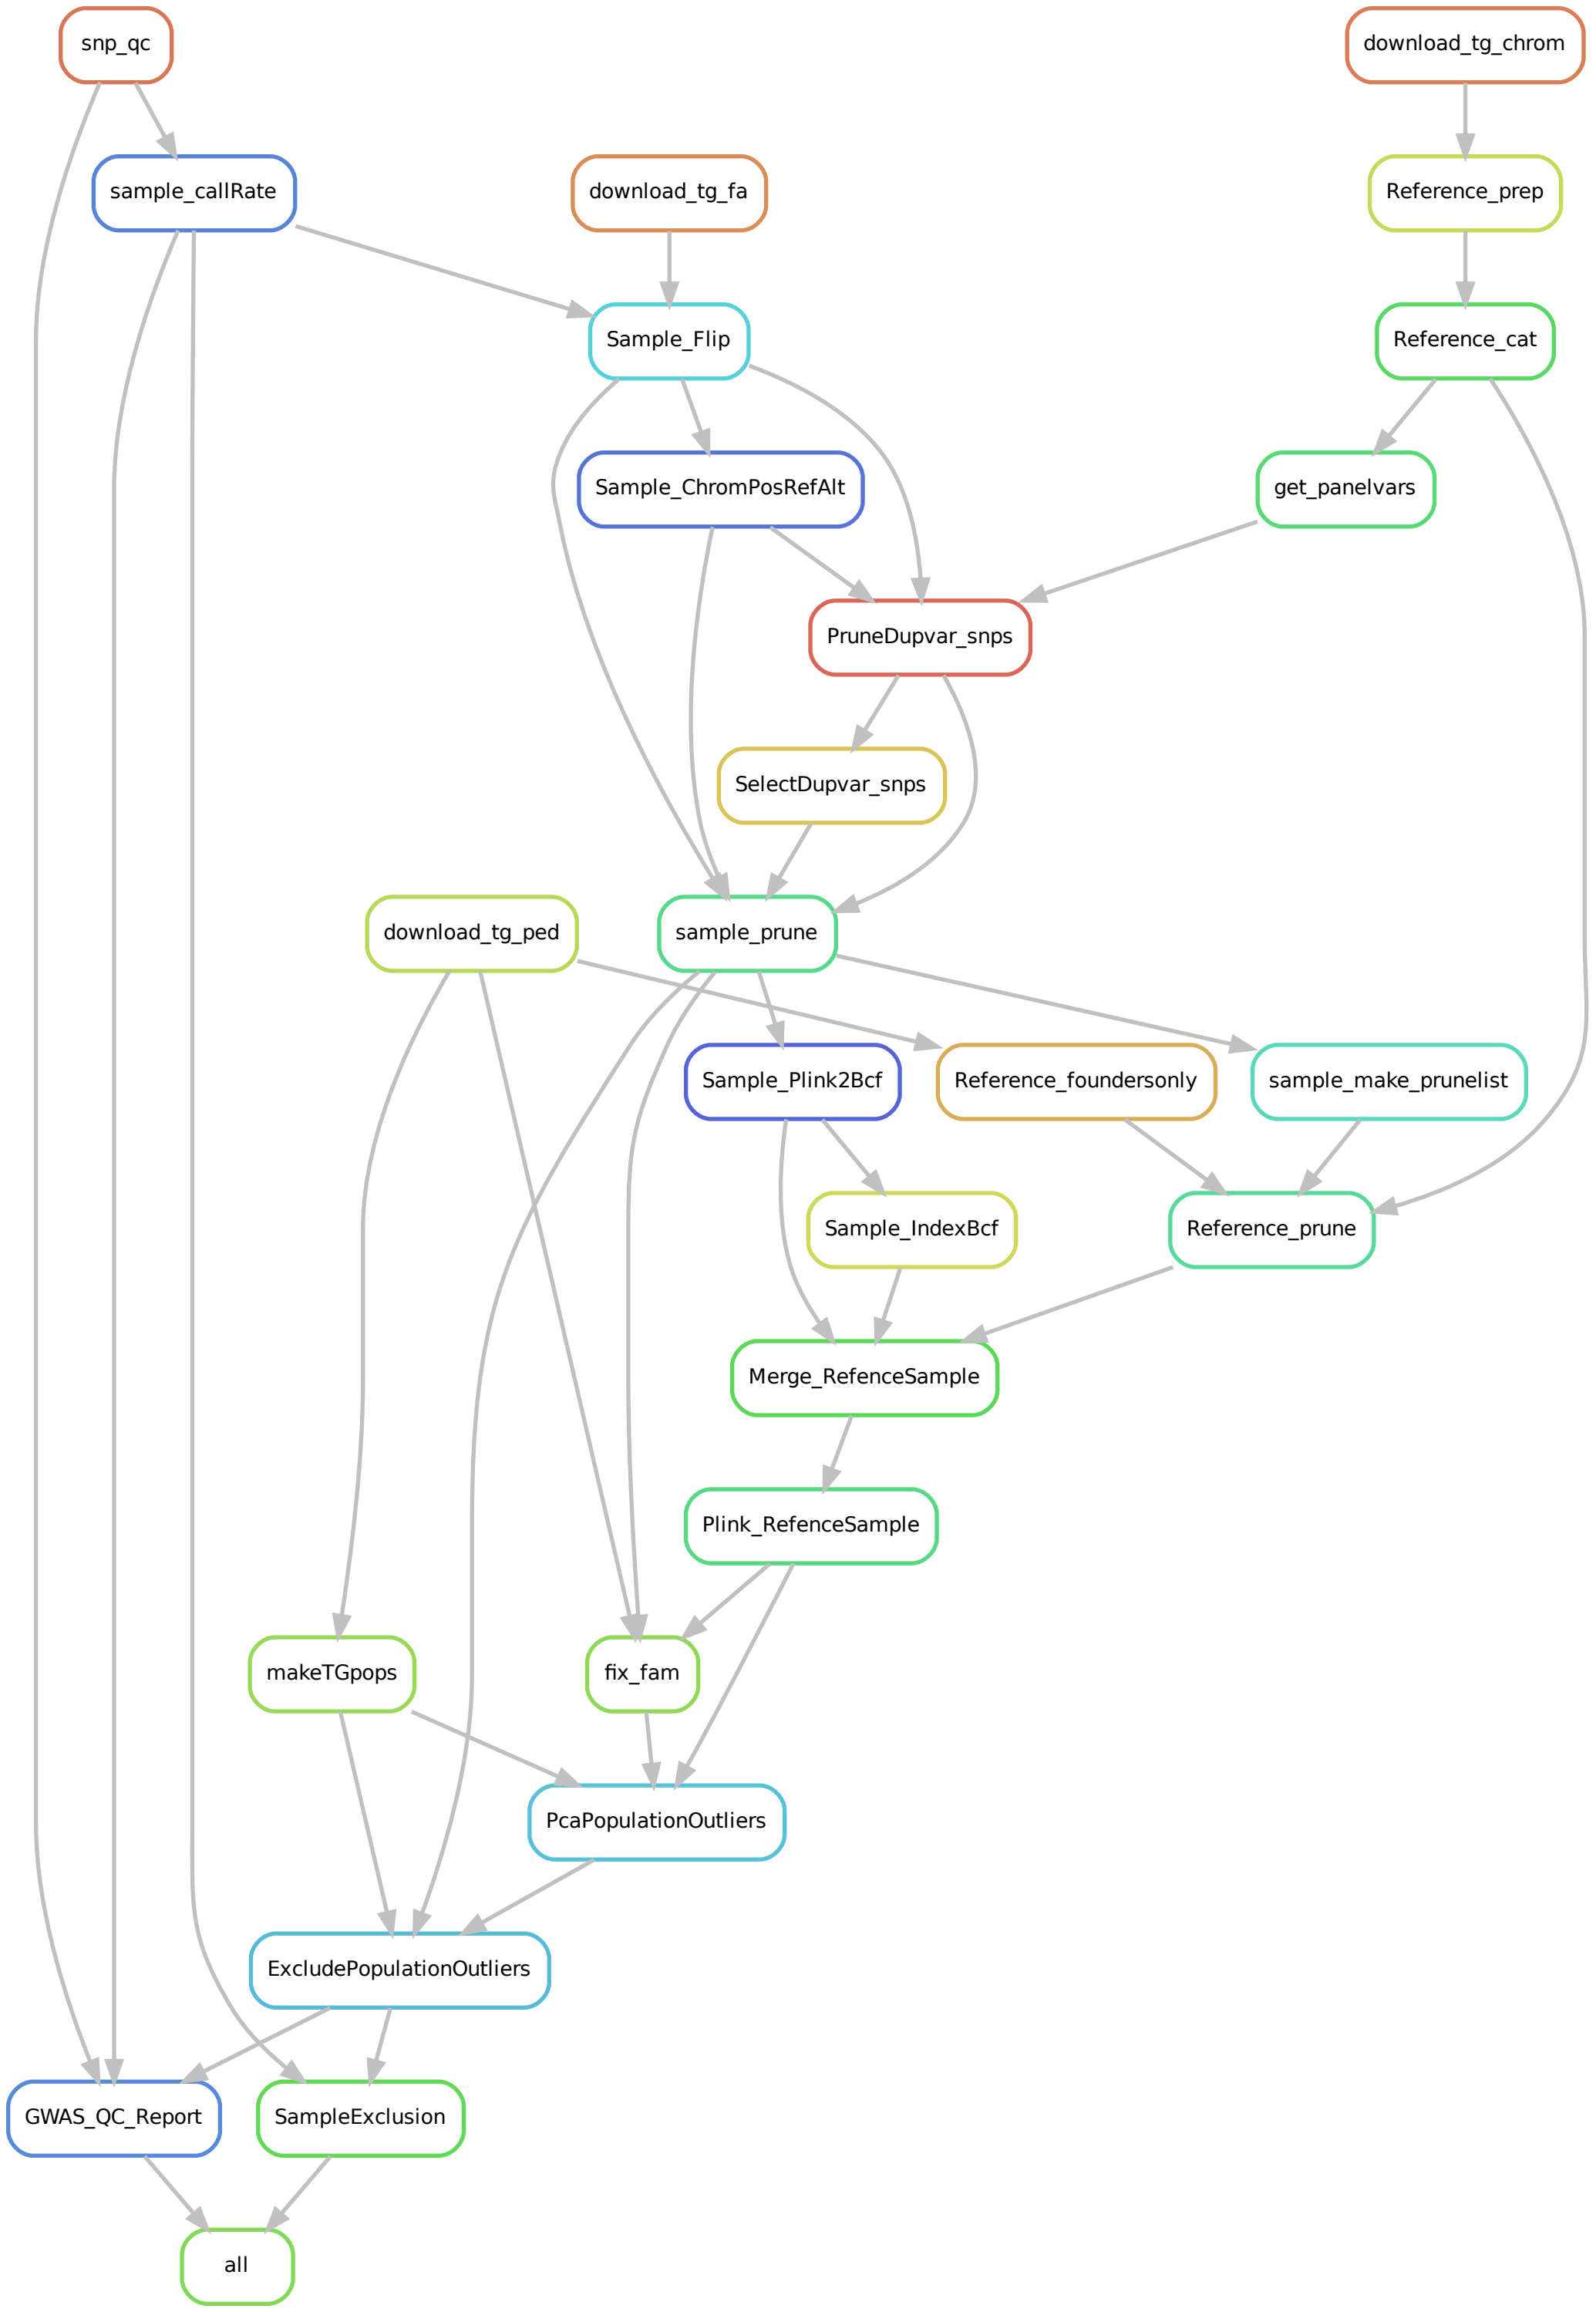 snp_qc
download_tg_chrom
sample_callRate
download_tg_fa
Reference_prep
Sample_Flip
Reference_cat
Sample_ChromPosRefAlt
get_panelvars
PruneDupvar_snps
SelectDupvar_snps
download_tg_ped
sample_prune
Sample_Plink2Bcf
Reference_foundersonly
sample_make_prunelist
Sample_IndexBcf
Reference_prune
Merge_RefenceSample
Plink_RefenceSample
makeTGpops
fix_fam
PcaPopulationOutliers
ExcludePopulationOutliers
GWAS_QC_Report
SampleExclusion
all